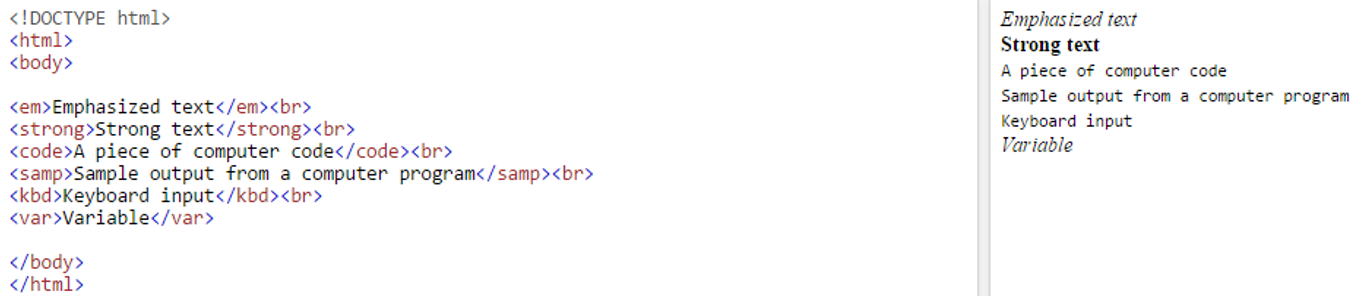 <!DOCTYPE html>
<html>
<body>
<em>Emphasized text</em><br>
<strong>Strong text</strong><br>
<code>A piece of computer code</code><br>
<samp>Sample output from a computer program</samp><br>
<kbd>Keyboard input</kbd><br>
<var>Variable</var>
</body>
</html>
Emphasized text
Strong text
A piece of computer code
Sample output from a computer program
Keyboard input
Variable